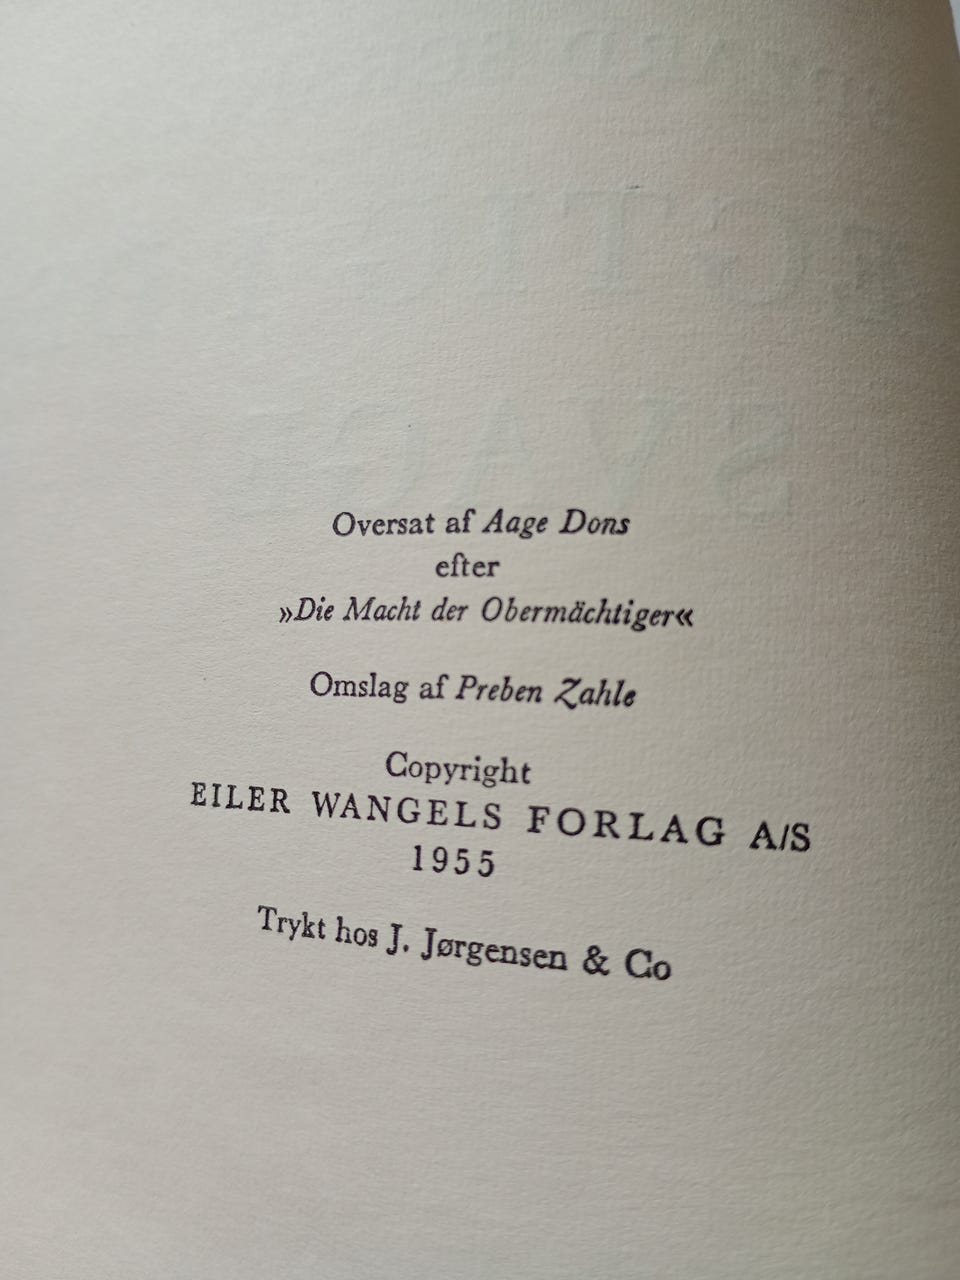 Oversat af Aage Dons
efter
»Die Macht der Obermächtiger«
Omslag af Preben Zahle
Copyright
EILER WANGELS FORLAG A/S
1955
Trykt hos J. Jørgensen & Co